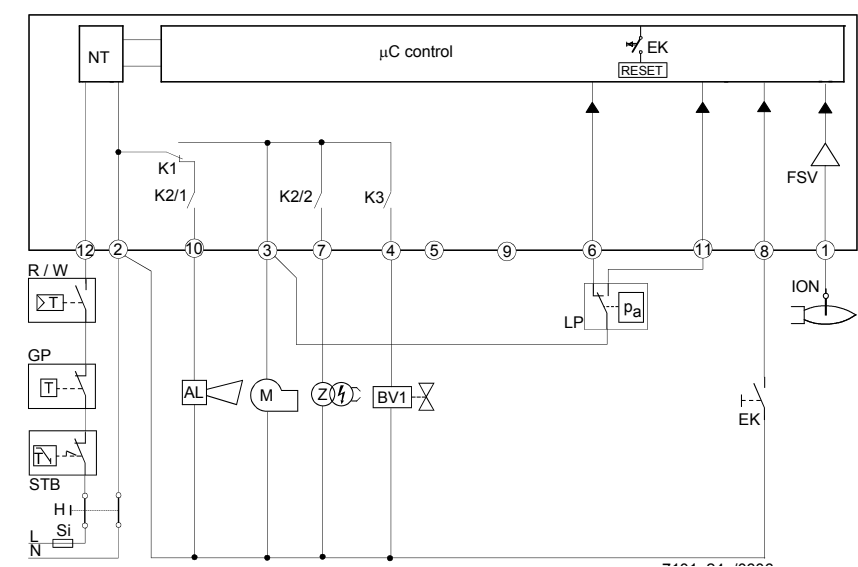 NT
µC control
EK
RESET
FSV
K1
K2/1
K2/2
K3
12
2
10
3
7
4
5
9
6
11
8
1
R / W
T
GP
T
STB
H
L
Si
N
AL
M
Z
BV1
LP
pa
ION
EK